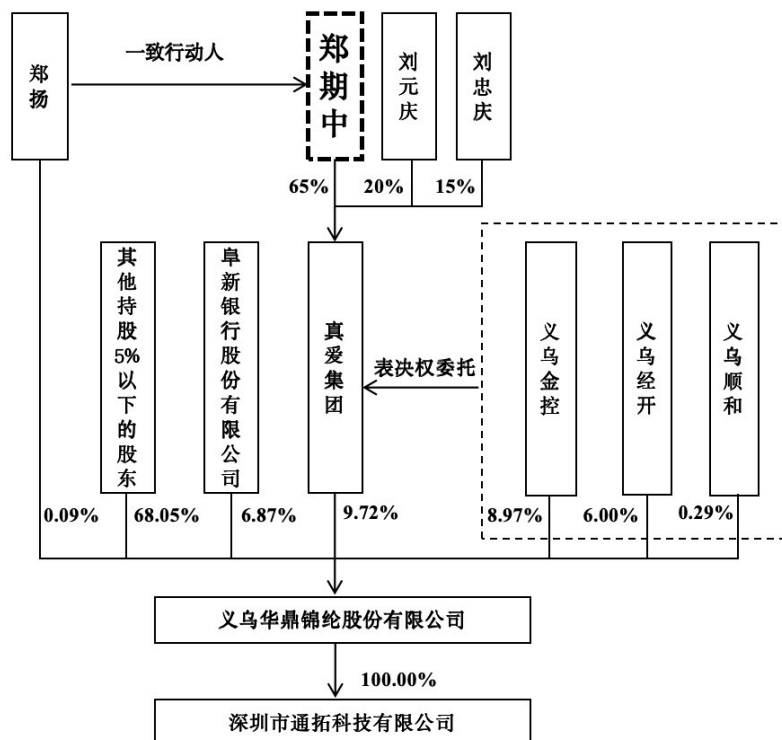 一致行动人
郑扬
郑期中
刘元庆
刘忠庆
65%
20%
15%
其他持股5%以下的股东
阜新银行股份有限公司
真爱集团
表决权委托
义乌金控
义乌经开
义乌顺和
0.09%
68.05%
6.87%
9.72%
8.97%
6.00%
0.29%
义乌华鼎锦纶股份有限公司
100.00%
深圳市通拓科技有限公司